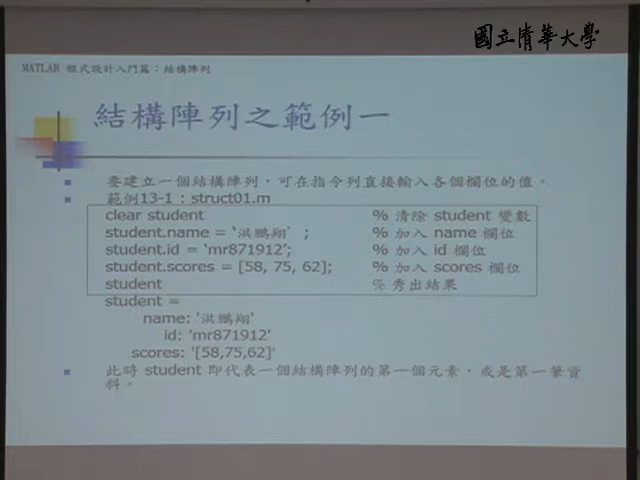 國立清華大學
MATLAB 程式設計入門篇：結構陣列
結構陣列之範例一
要建立一個結構陣列，可在指令列直接輸入各個欄位的值。
範例13-1：struct01.m
clear student % 清除 student 變數
student.name = ‘洪鵬翔’; % 加入 name 欄位
student.id = ‘mr871912’; % 加入 id 欄位
student.scores = [58, 75, 62]; % 加入 scores 欄位
student % 秀出結果
student =
name: '洪鵬翔'
id: 'mr871912'
scores: '[58,75,62]'
此時 student 即代表一個結構陣列的第一個元素，或是第一筆資
料。